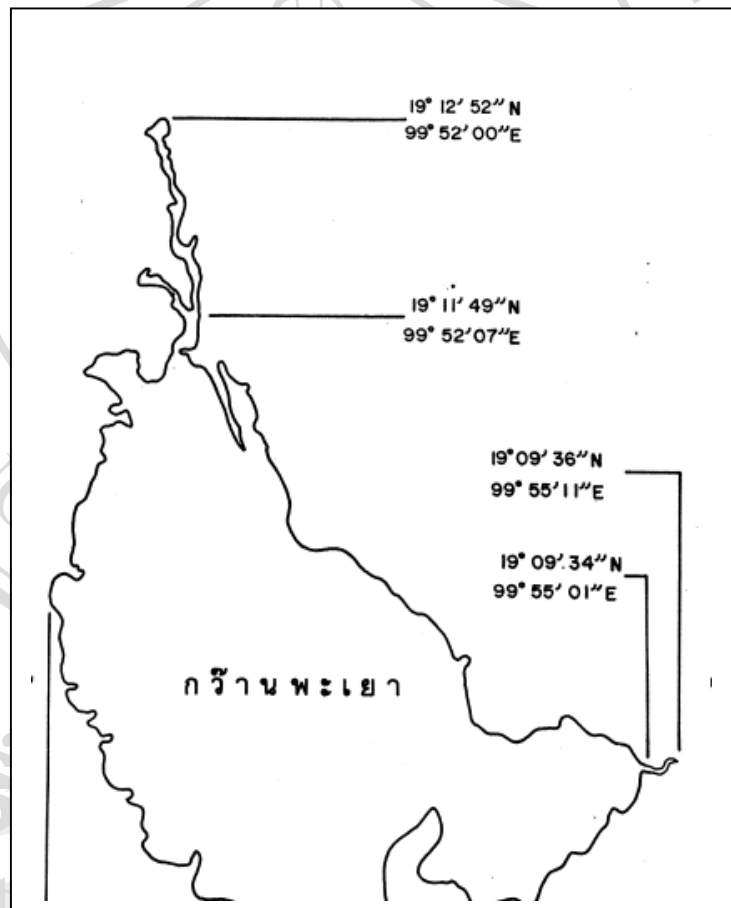 19° 12′ 52″ N
99° 52′ 00″ E
19° 11′ 49″ N
99° 52′ 07″ E
19° 09′ 36″ N
99° 55′ 11″ E
19° 09′. 34″ N
99° 55′ 01″ E
กว๊านพะเยา